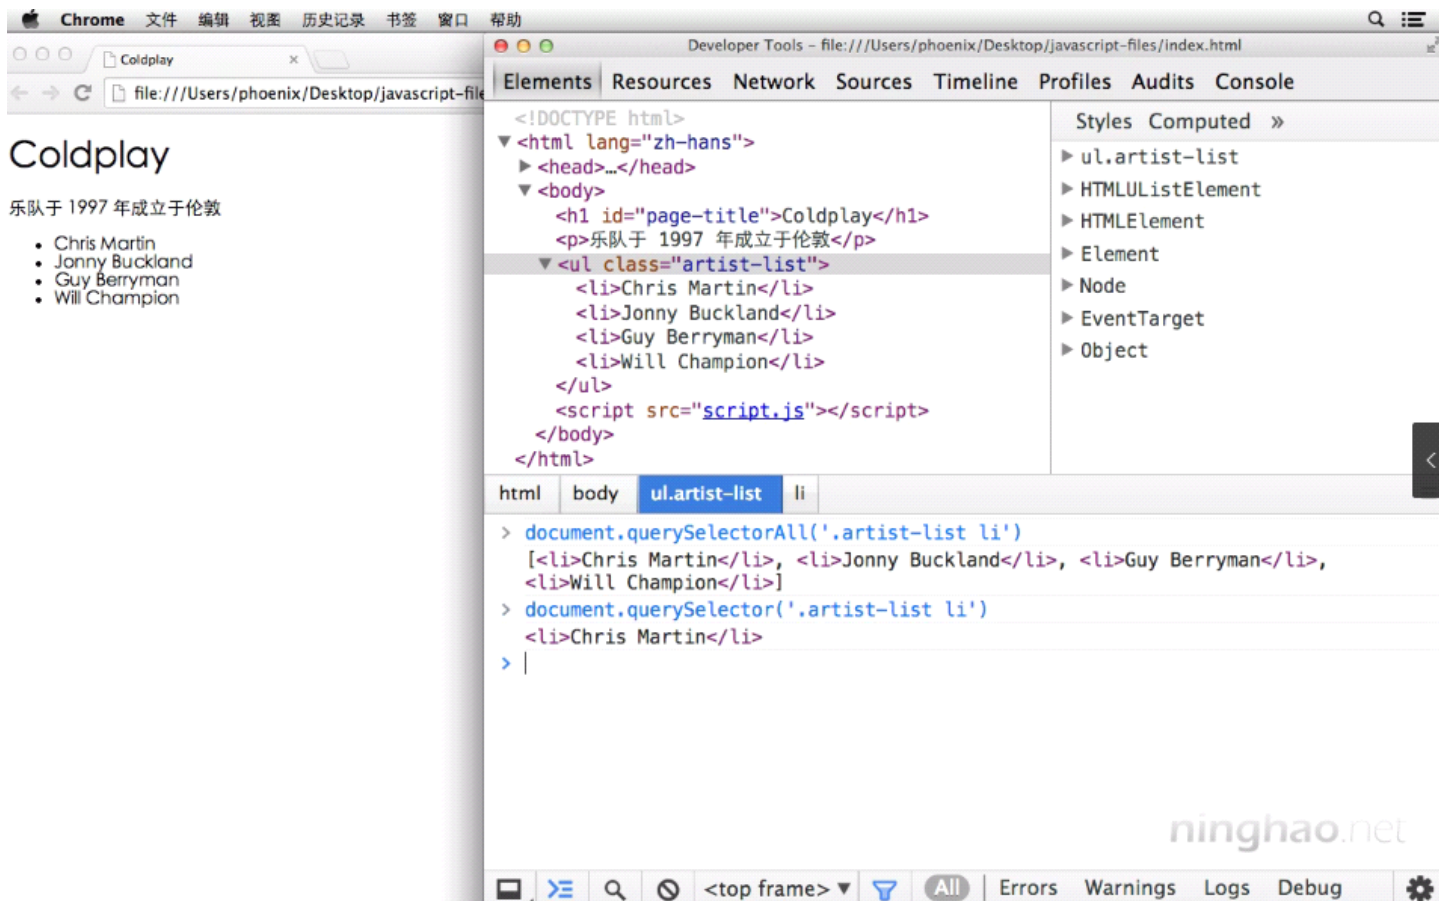 Chrome 文件 编辑 视图 历史记录 书签 窗口 帮助
Coldplay
file:///Users/phoenix/Desktop/javascript-file
Coldplay
乐队于 1997 年成立于伦敦
Chris Martin
Jonny Buckland
Guy Berryman
Will Champion
Developer Tools - file:///Users/phoenix/Desktop/javascript-files/index.html
Elements Resources Network Sources Timeline Profiles Audits Console
<!DOCTYPE html>
<html lang="zh-hans">
<head>…</head>
<body>
<h1 id="page-title">Coldplay</h1>
<p>乐队于 1997 年成立于伦敦</p>
<ul class="artist-list">
<li>Chris Martin</li>
<li>Jonny Buckland</li>
<li>Guy Berryman</li>
<li>Will Champion</li>
</ul>
<script src="script.js"></script>
</body>
</html>
Styles Computed »
ul.artist-list
HTMLUListElement
HTMLElement
Element
Node
EventTarget
Object
html body ul.artist-list li
> document.querySelectorAll('.artist-list li')
[<li>Chris Martin</li>, <li>Jonny Buckland</li>, <li>Guy Berryman</li>,
<li>Will Champion</li>]
> document.querySelector('.artist-list li')
<li>Chris Martin</li>
>
ninghao.net
<top frame> All Errors Warnings Logs Debug